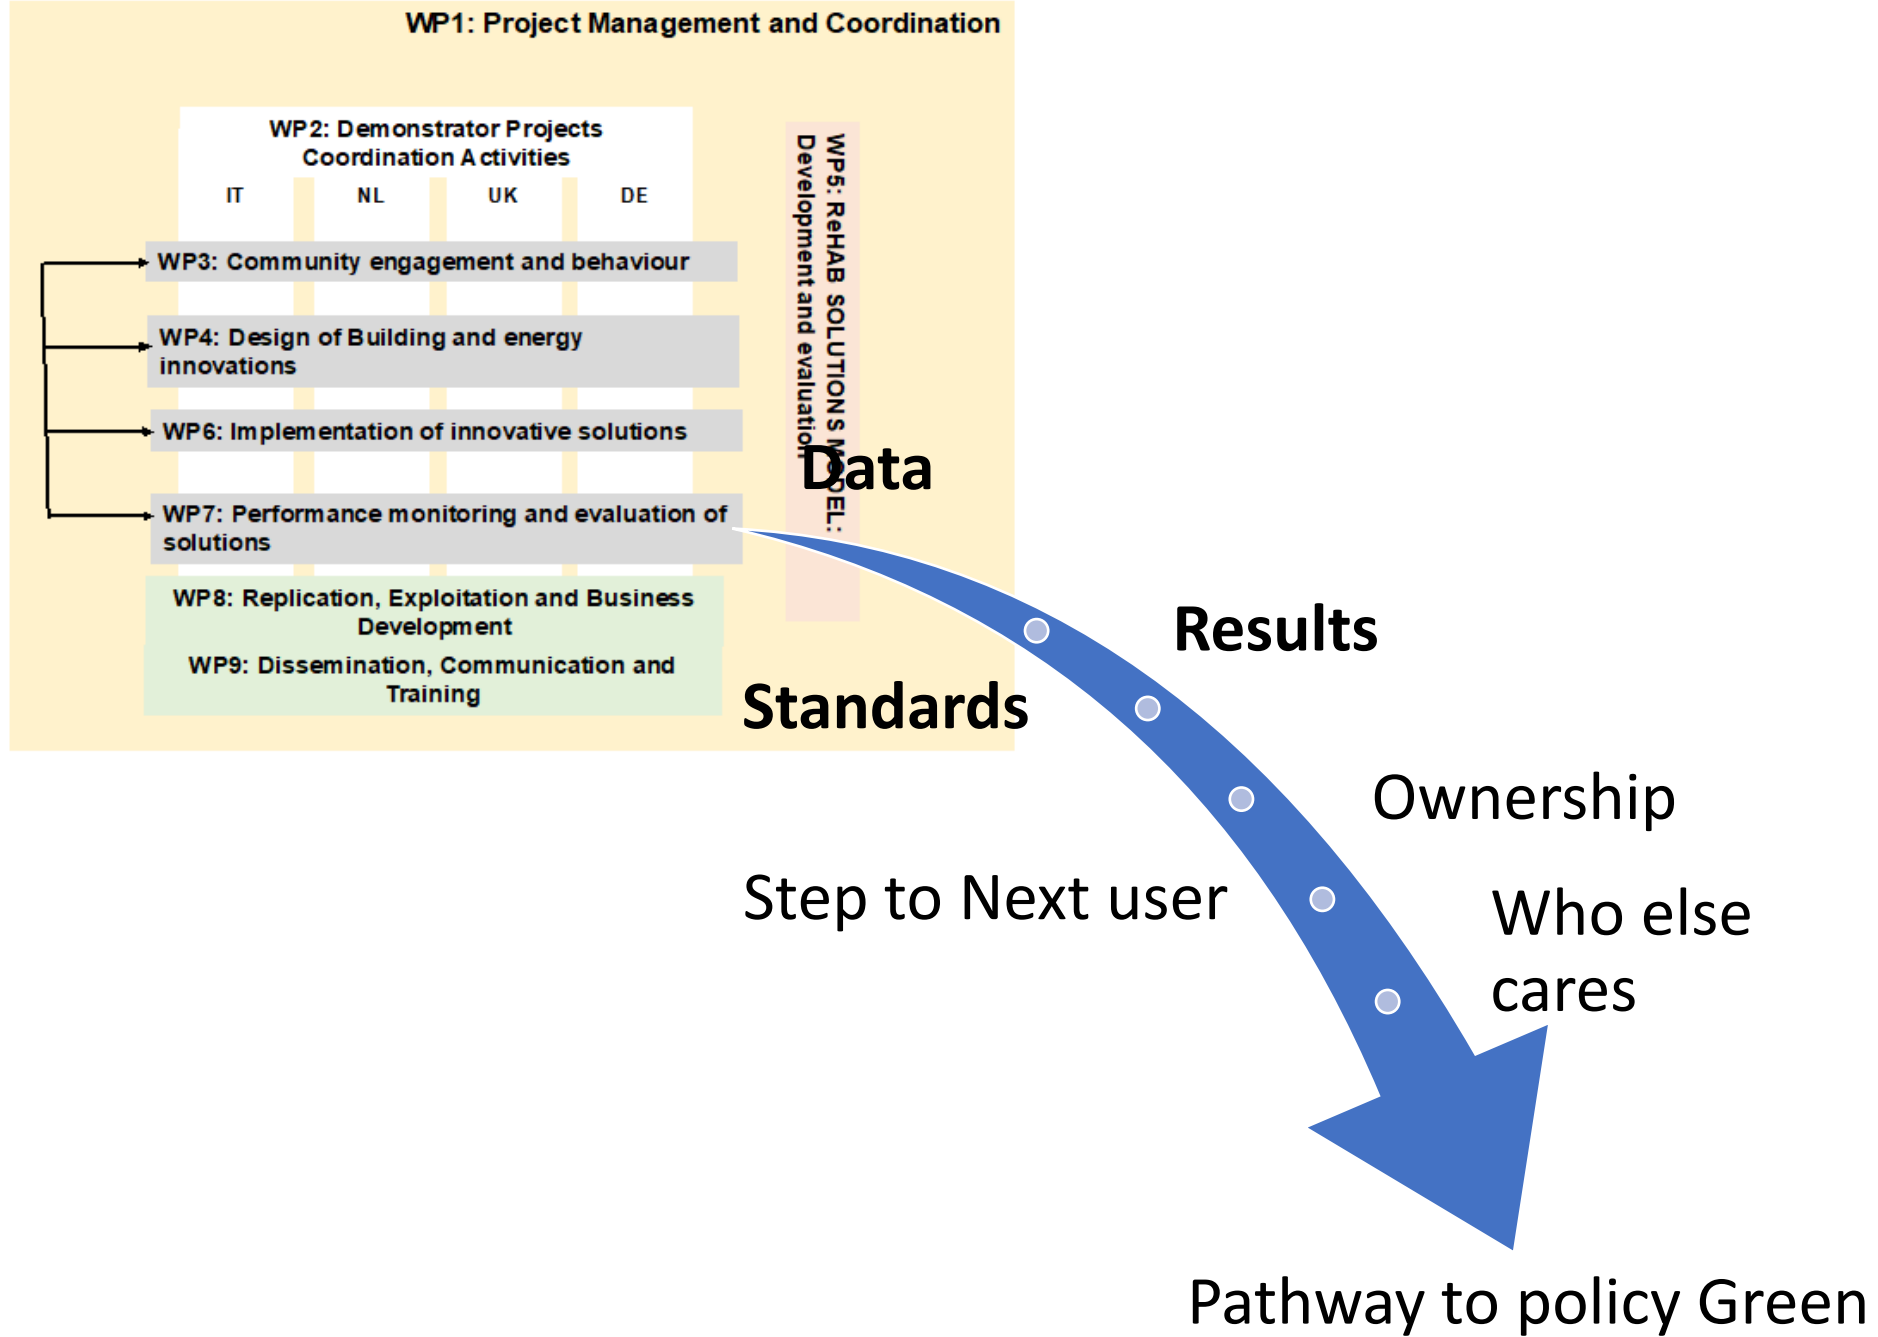 WP1: Project Management and Coordination
WP2: Demonstrator Projects
Coordination Activities
IT
NL
UK
DE
WP3: Community engagement and behaviour
WP4: Design of Building and energy
innovations
WP6: Implementation of innovative solutions
WP7: Performance monitoring and evaluation of
solutions
WP8: Replication, Exploitation and Business
Development
WP9: Dissemination, Communication and
Training
WP5: ReHAB SOLUTIONS MODEL:
Development and evaluation
Data
Results
Standards
Ownership
Step to Next user
Who else
cares
Pathway to policy Green